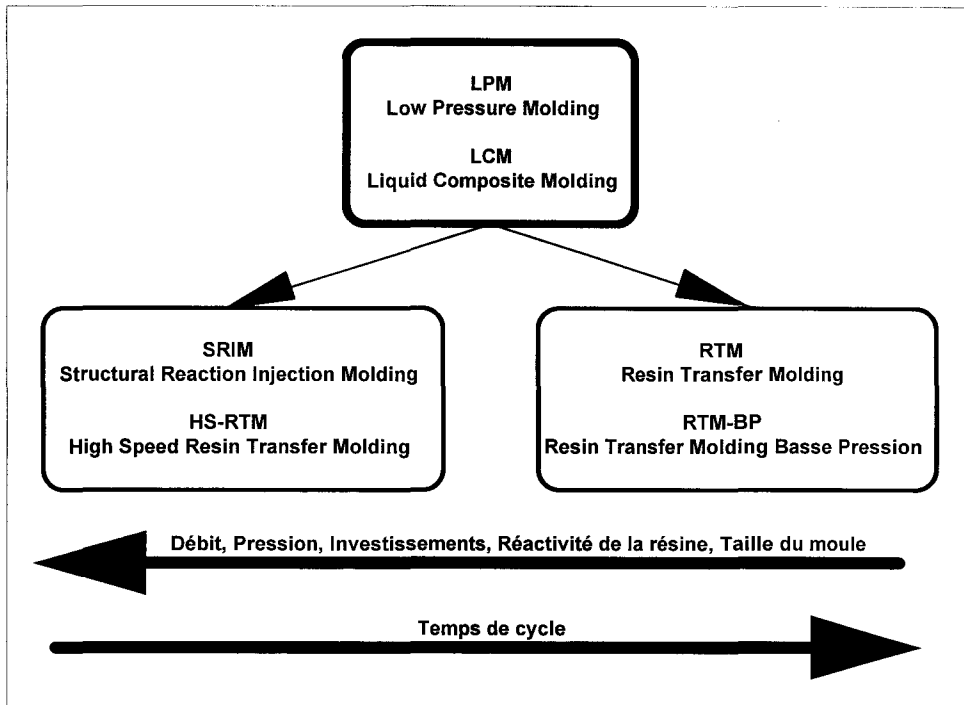 LPM
Low Pressure Molding
LCM
Liquid Composite Molding
SRIM
Structural Reaction Injection Molding
HS-RTM
High Speed Resin Transfer Molding
RTM
Resin Transfer Molding
RTM-BP
Resin Transfer Molding Basse Pression
Débit, Pression, Investissements, Réactivité de la résine, Taille du moule
Temps de cycle